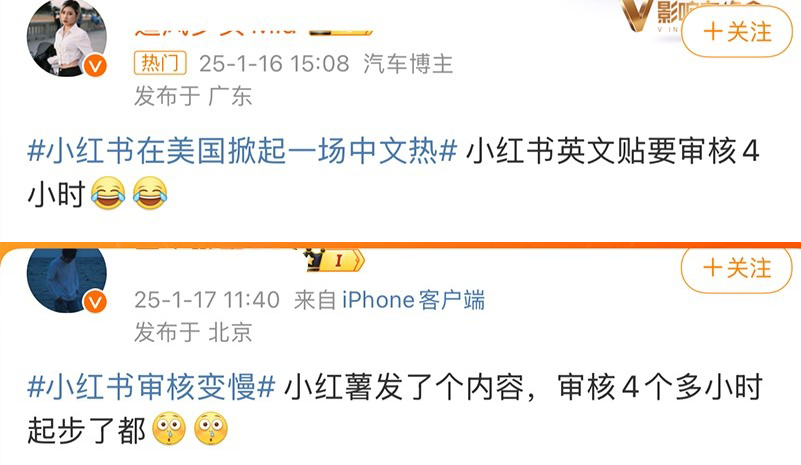 影响
V IN
+关注
热门 25-1-16 15:08 汽车博主
发布于 广东
#小红书在美国掀起一场中文热# 小红书英文贴要审核4
小时😂😂
I
+关注
25-1-17 11:40 来自 iPhone客户端
发布于 北京
#小红书审核变慢# 小红薯发了个内容，审核4个多小时
起步了都